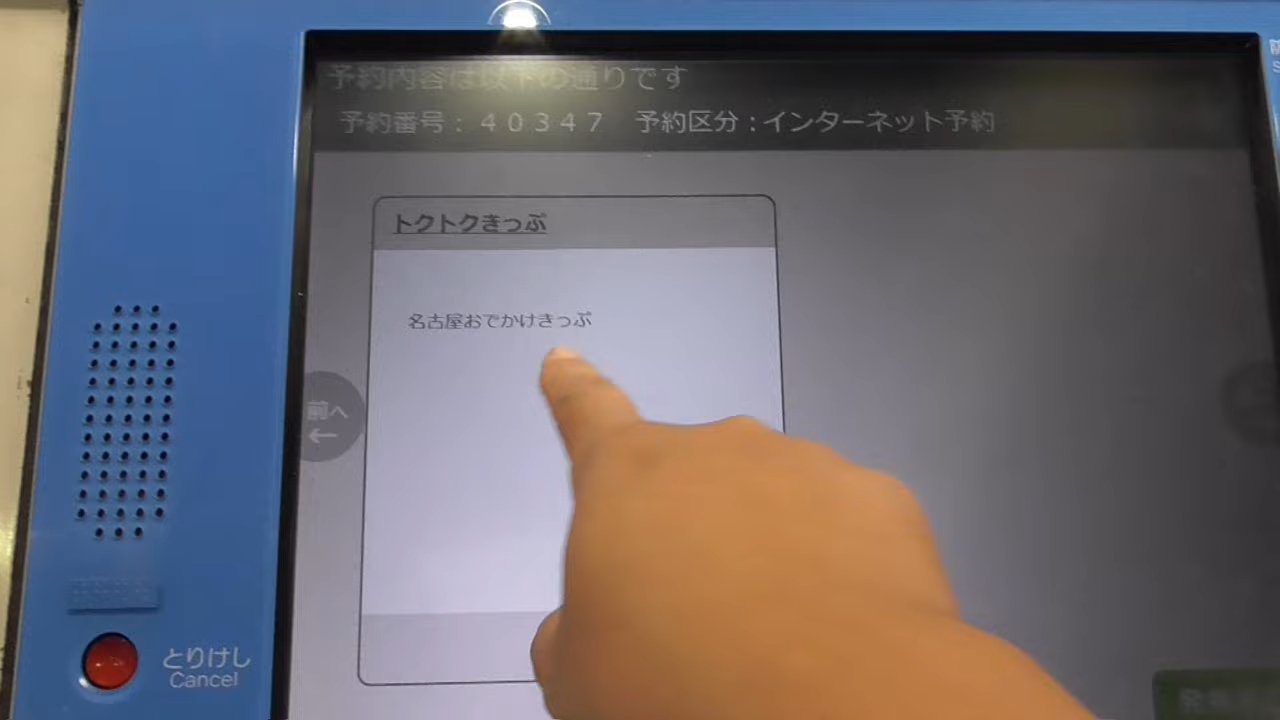 予約内容は以下の通りです
予約番号：４０３４７　予約区分：インターネット予約
トクトクきっぷ
名古屋おでかけきっぷ
前へ
←
とりけし
Cancel